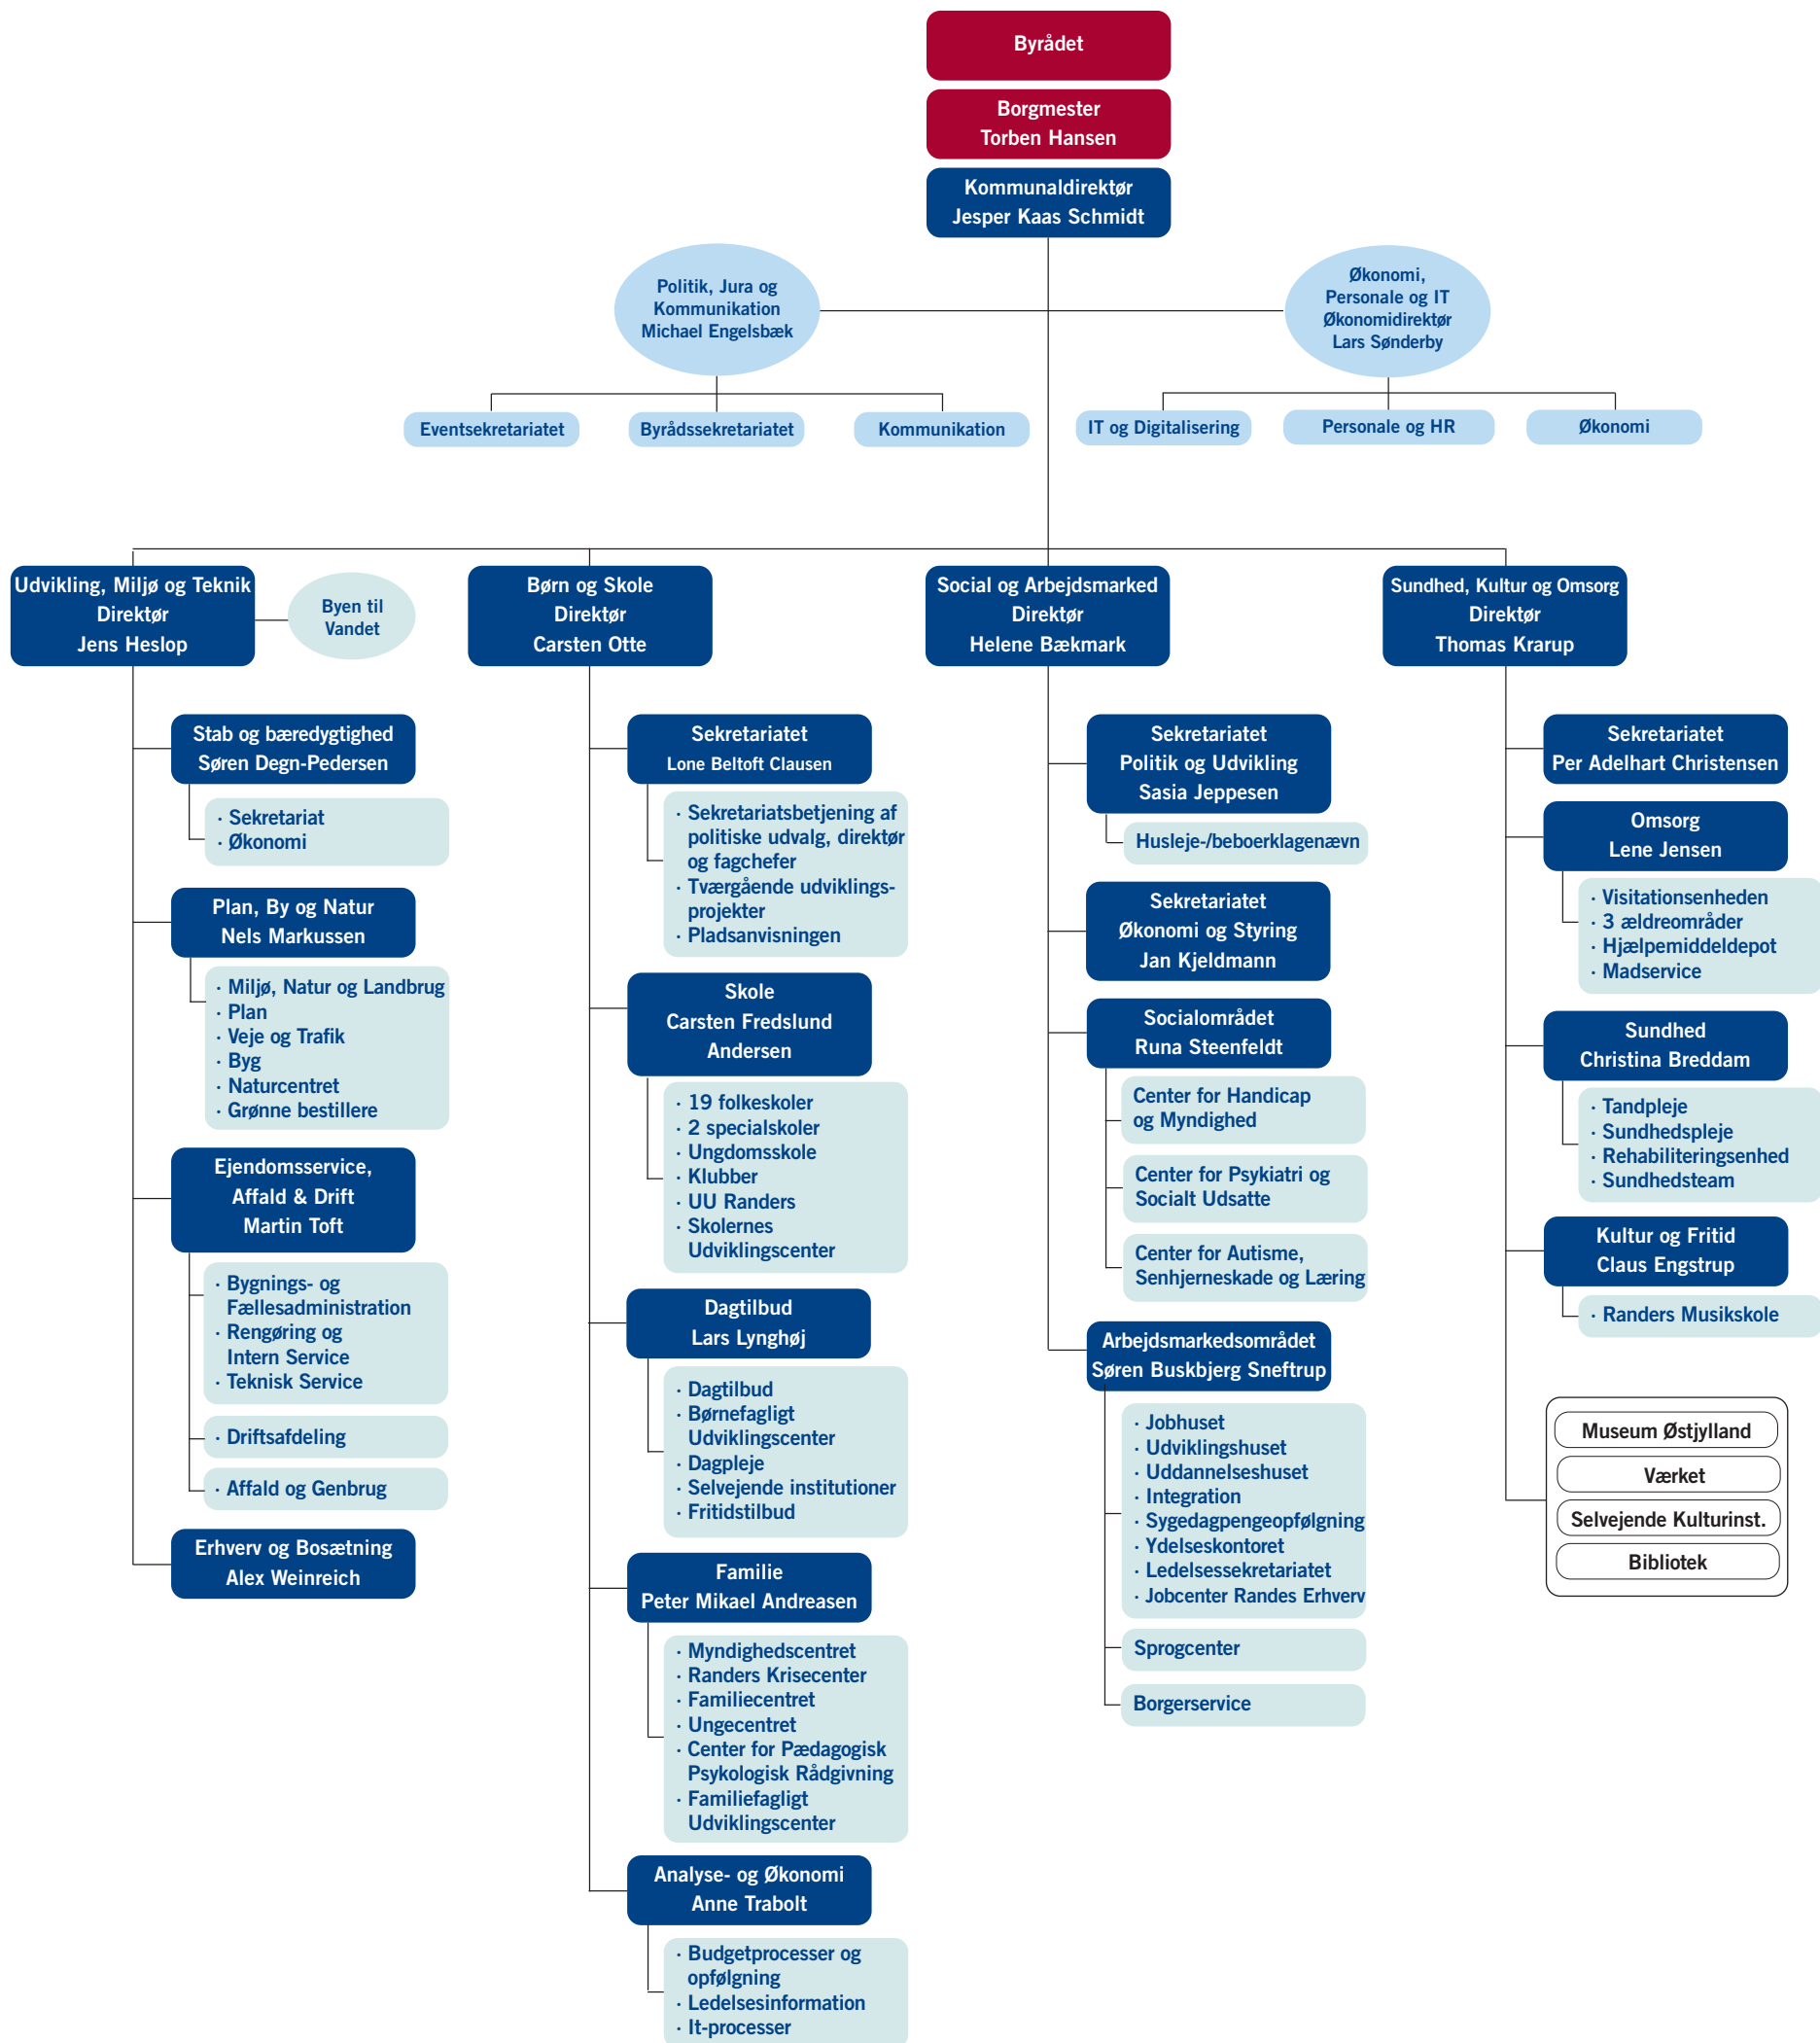 Byrådet
Borgmester
Torben Hansen
Kommunaldirektør
Jesper Kaas Schmidt
Politik, Jura og
Kommunikation
Michael Engelsbæk
Økonomi,
Personale og IT
Økonomidirektør
Lars Sønderby
Eventsekretariatet
Byrådssekretariatet
Kommunikation
IT og Digitalisering
Personale og HR
Økonomi
Udvikling, Miljø og Teknik
Direktør
Jens Heslop
Byen til
Vandet
Stab og bæredygtighed
Søren Degn-Pedersen
· Sekretariat
· Økonomi
Plan, By og Natur
Nels Markussen
· Miljø, Natur og Landbrug
· Plan
· Veje og Trafik
· Byg
· Naturcentret
· Grønne bestillere
Ejendomsservice,
Affald & Drift
Martin Toft
· Bygnings- og
Fællesadministration
· Rengøring og
Intern Service
· Teknisk Service
· Driftsafdeling
· Affald og Genbrug
Erhverv og Bosætning
Alex Weinreich
Børn og Skole
Direktør
Carsten Otte
Sekretariatet
Lone Beltoft Clausen
· Sekretariatsbetjening af
politiske udvalg, direktør
og fagchefer
· Tværgående udviklings-
projekter
· Pladsanvisningen
Skole
Carsten Fredslund
Andersen
· 19 folkeskoler
· 2 specialskoler
· Ungdomsskole
· Klubber
· UU Randers
· Skolernes
Udviklingscenter
Dagtilbud
Lars Lynghøj
· Dagtilbud
· Børnefagligt
Udviklingscenter
· Dagpleje
· Selvejende institutioner
· Fritidstilbud
Familie
Peter Mikael Andreasen
· Myndighedscentret
· Randers Krisecenter
· Familiecentret
· Ungecentret
· Center for Pædagogisk
Psykologisk Rådgivning
· Familiefagligt
Udviklingscenter
Analyse- og Økonomi
Anne Trabolt
· Budgetprocesser og
opfølgning
· Ledelsesinformation
· It-processer
Social og Arbejdsmarked
Direktør
Helene Bækmark
Sekretariatet
Politik og Udvikling
Sasia Jeppesen
Husleje-/beboerklagenævn
Sekretariatet
Økonomi og Styring
Jan Kjeldmann
Socialområdet
Runa Steenfeldt
Center for Handicap
og Myndighed
Center for Psykiatri og
Socialt Udsatte
Center for Autisme,
Senhjerneskade og Læring
Arbejdsmarkedsområdet
Søren Buskbjerg Sneftrup
· Jobhuset
· Udviklingshuset
· Uddannelseshuset
· Integration
· Sygedagpengeopfølgning
· Ydelseskontoret
· Ledelsessekretariatet
· Jobcenter Randes Erhverv
Sprogcenter
Borgerservice
Sundhed, Kultur og Omsorg
Direktør
Thomas Krarup
Sekretariatet
Per Adelhart Christensen
Omsorg
Lene Jensen
· Visitationsenheden
· 3 ældreområder
· Hjælpemiddeldepot
· Madservice
Sundhed
Christina Breddam
· Tandpleje
· Sundhedspleje
· Rehabiliteringsenhed
· Sundhedsteam
Kultur og Fritid
Claus Engstrup
· Randers Musikskole
Museum Østjylland
Værket
Selvejende Kulturinst.
Bibliotek